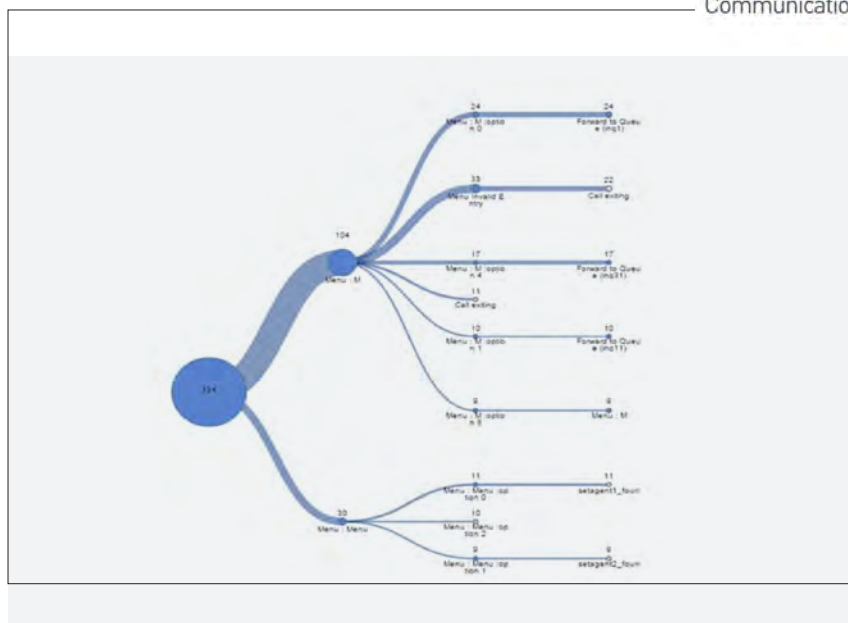 Communicatio
24
Menu : M :optio
n 0
24
Forward to Queu
e (mq1)
33
Menu Invalid E
ntry
22
Call exiting
104
Menu : M
17
Menu : M :optio
n 4
17
Forward to Queu
e (mq31)
11
Call exiting
10
Menu : M :optio
n 1
10
Forward to Queu
e (mq11)
9
Menu : M :optio
n
9
Menu : M
30
Menu : Menu
11
Menu : Menu :op
tion 0
11
setagent1_foun
10
Menu : Menu :op
tion 2
9
Menu : Menu :op
tion 1
9
setagent2_foun